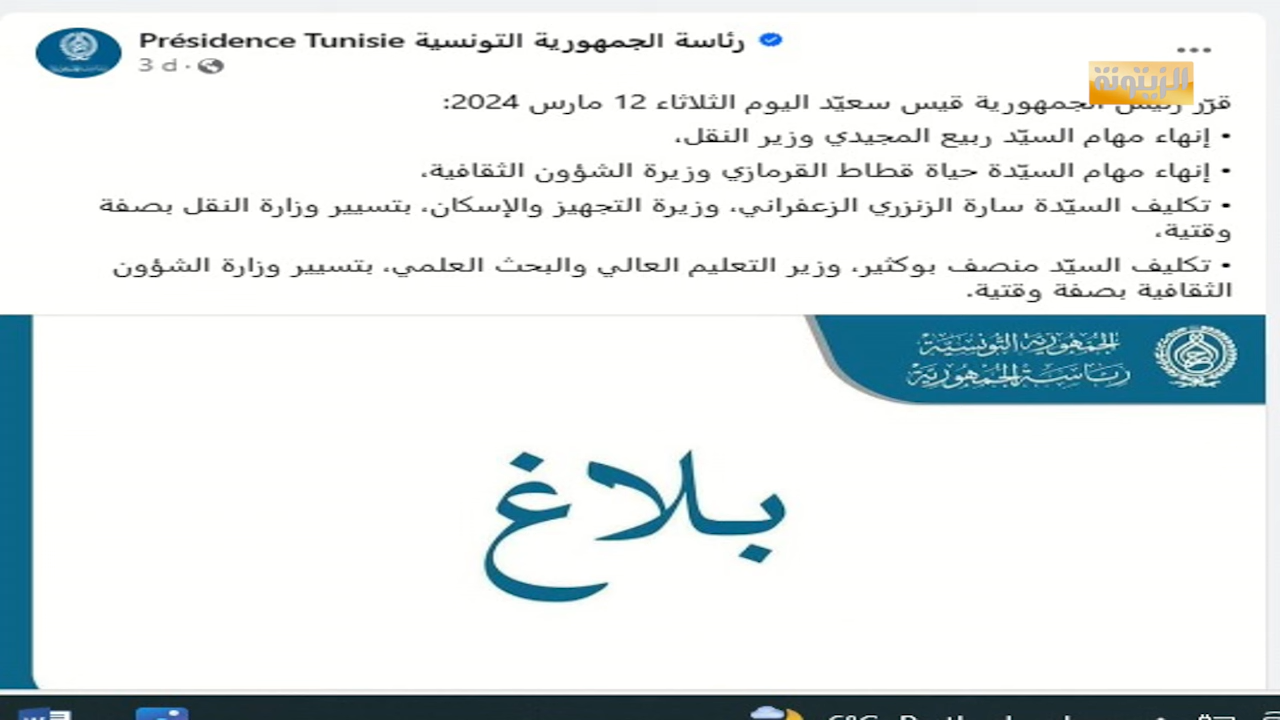 Présidence Tunisie رئاسة الجمهورية التونسية
3 d
الزيتونة
قرّر رئيس الجمهورية قيس سعيّد اليوم الثلاثاء 12 مارس 2024:
• إنهاء مهام السيّد ربيع المجيدي وزير النقل،
• إنهاء مهام السيّدة حياة قطاط القرمازي وزيرة الشؤون الثقافية،
• تكليف السيّدة سارة الزنزري الزعفراني، وزيرة التجهيز والإسكان، بتسيير وزارة النقل بصفة
وقتية،
• تكليف السيّد منصف بوكثير، وزير التعليم العالي والبحث العلمي، بتسيير وزارة الشؤون
الثقافية بصفة وقتية.
الجمهورية التونسية
رئاسة الجمهورية
بلاغ